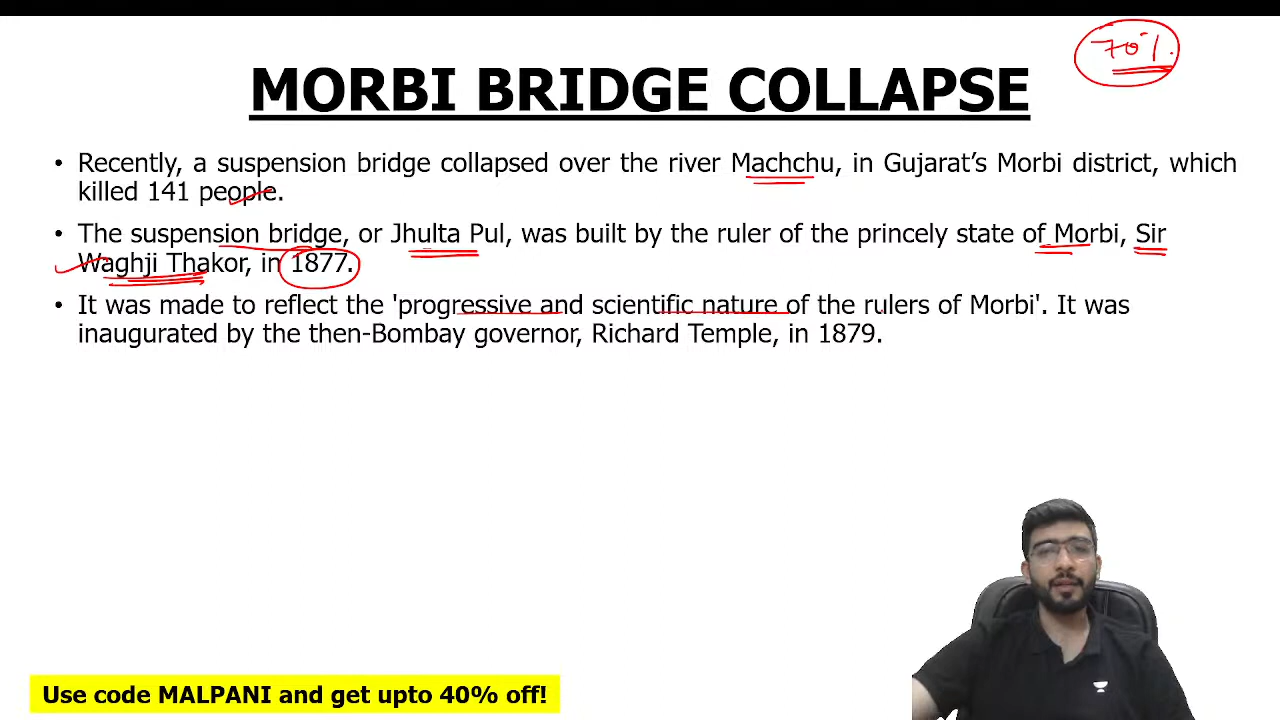 70%.
MORBI BRIDGE COLLAPSE
• Recently, a suspension bridge collapsed over the river Machchu, in Gujarat’s Morbi district, which
killed 141 people.
• The suspension bridge, or Jhulta Pul, was built by the ruler of the princely state of Morbi, Sir
Waghji Thakor, in 1877.
• It was made to reflect the 'progressive and scientific nature of the rulers of Morbi'. It was
inaugurated by the then-Bombay governor, Richard Temple, in 1879.
Use code MALPANI and get upto 40% off!